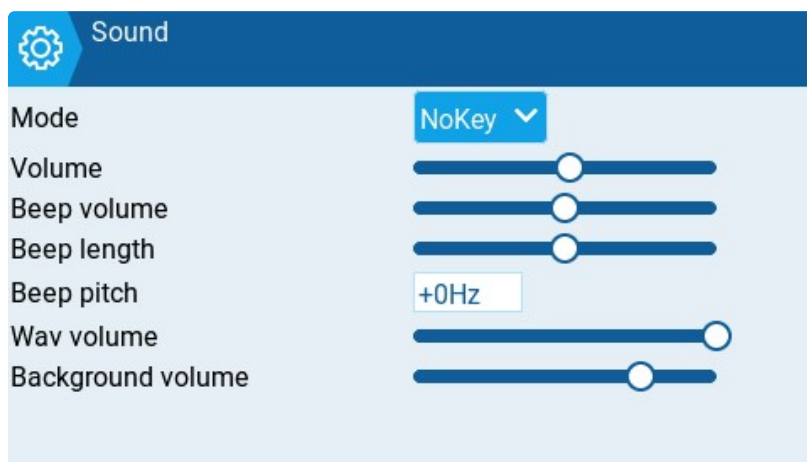 Sound
Mode NoKey
Volume
Beep volume
Beep length
Beep pitch +0Hz
Wav volume
Background volume